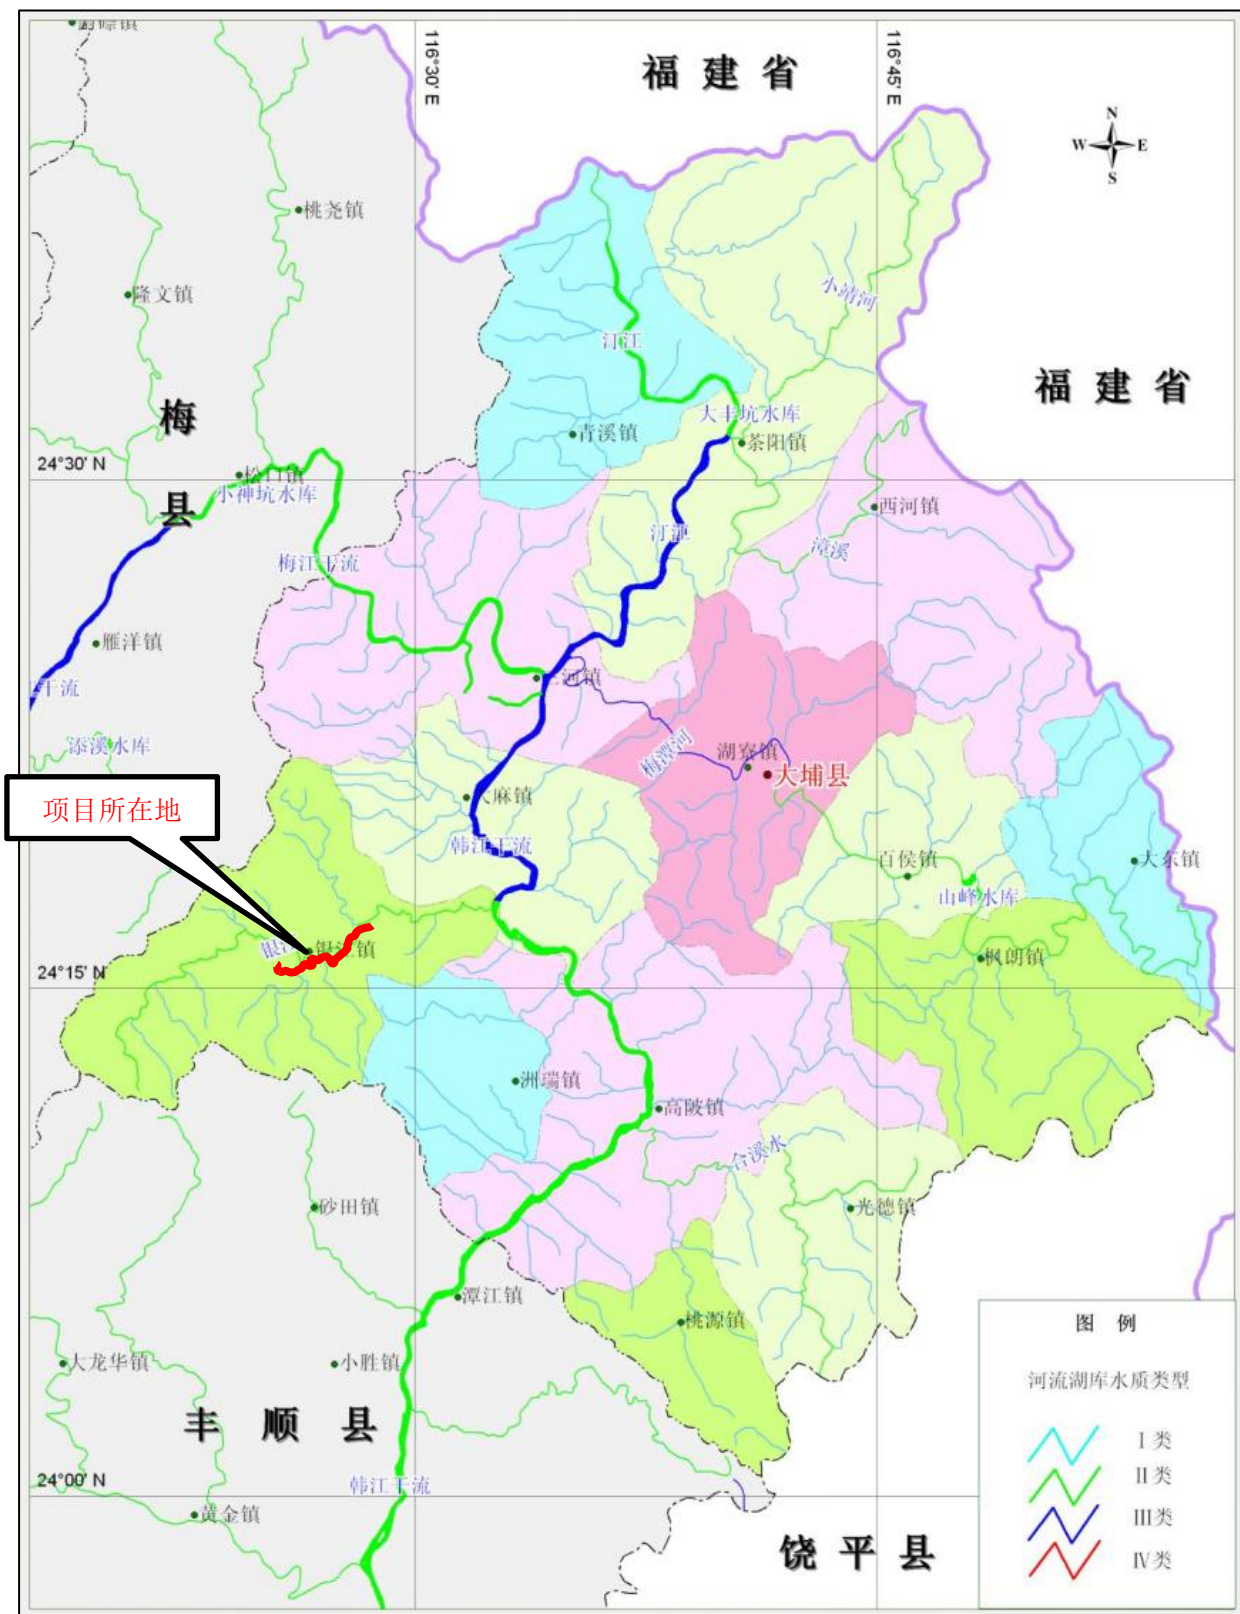 116°30′ E
116°45′ E
福建省
N
W
E
S
桃尧镇
隆文镇
小靖河
汀江
福建省
梅县
大丰坑水库
青溪镇
茶阳镇
24°30′ N
松口镇
小神坑水库
西河镇
汀江
漳溪
梅江干流
雁洋镇
三河镇
江干流
添溪水库
梅潭河
湖寮镇
大埔县
项目所在地
大麻镇
韩江干流
百侯镇
大东镇
山峰水库
银江镇
枫朗镇
24°15′ N
洲瑞镇
高陂镇
合溪水
砂田镇
光德镇
潭江镇
桃源镇
图例
大龙华镇
小胜镇
河流湖库水质类型
丰顺县
I类
II类
24°00′ N
韩江干流
黄金镇
III类
饶平县
IV类